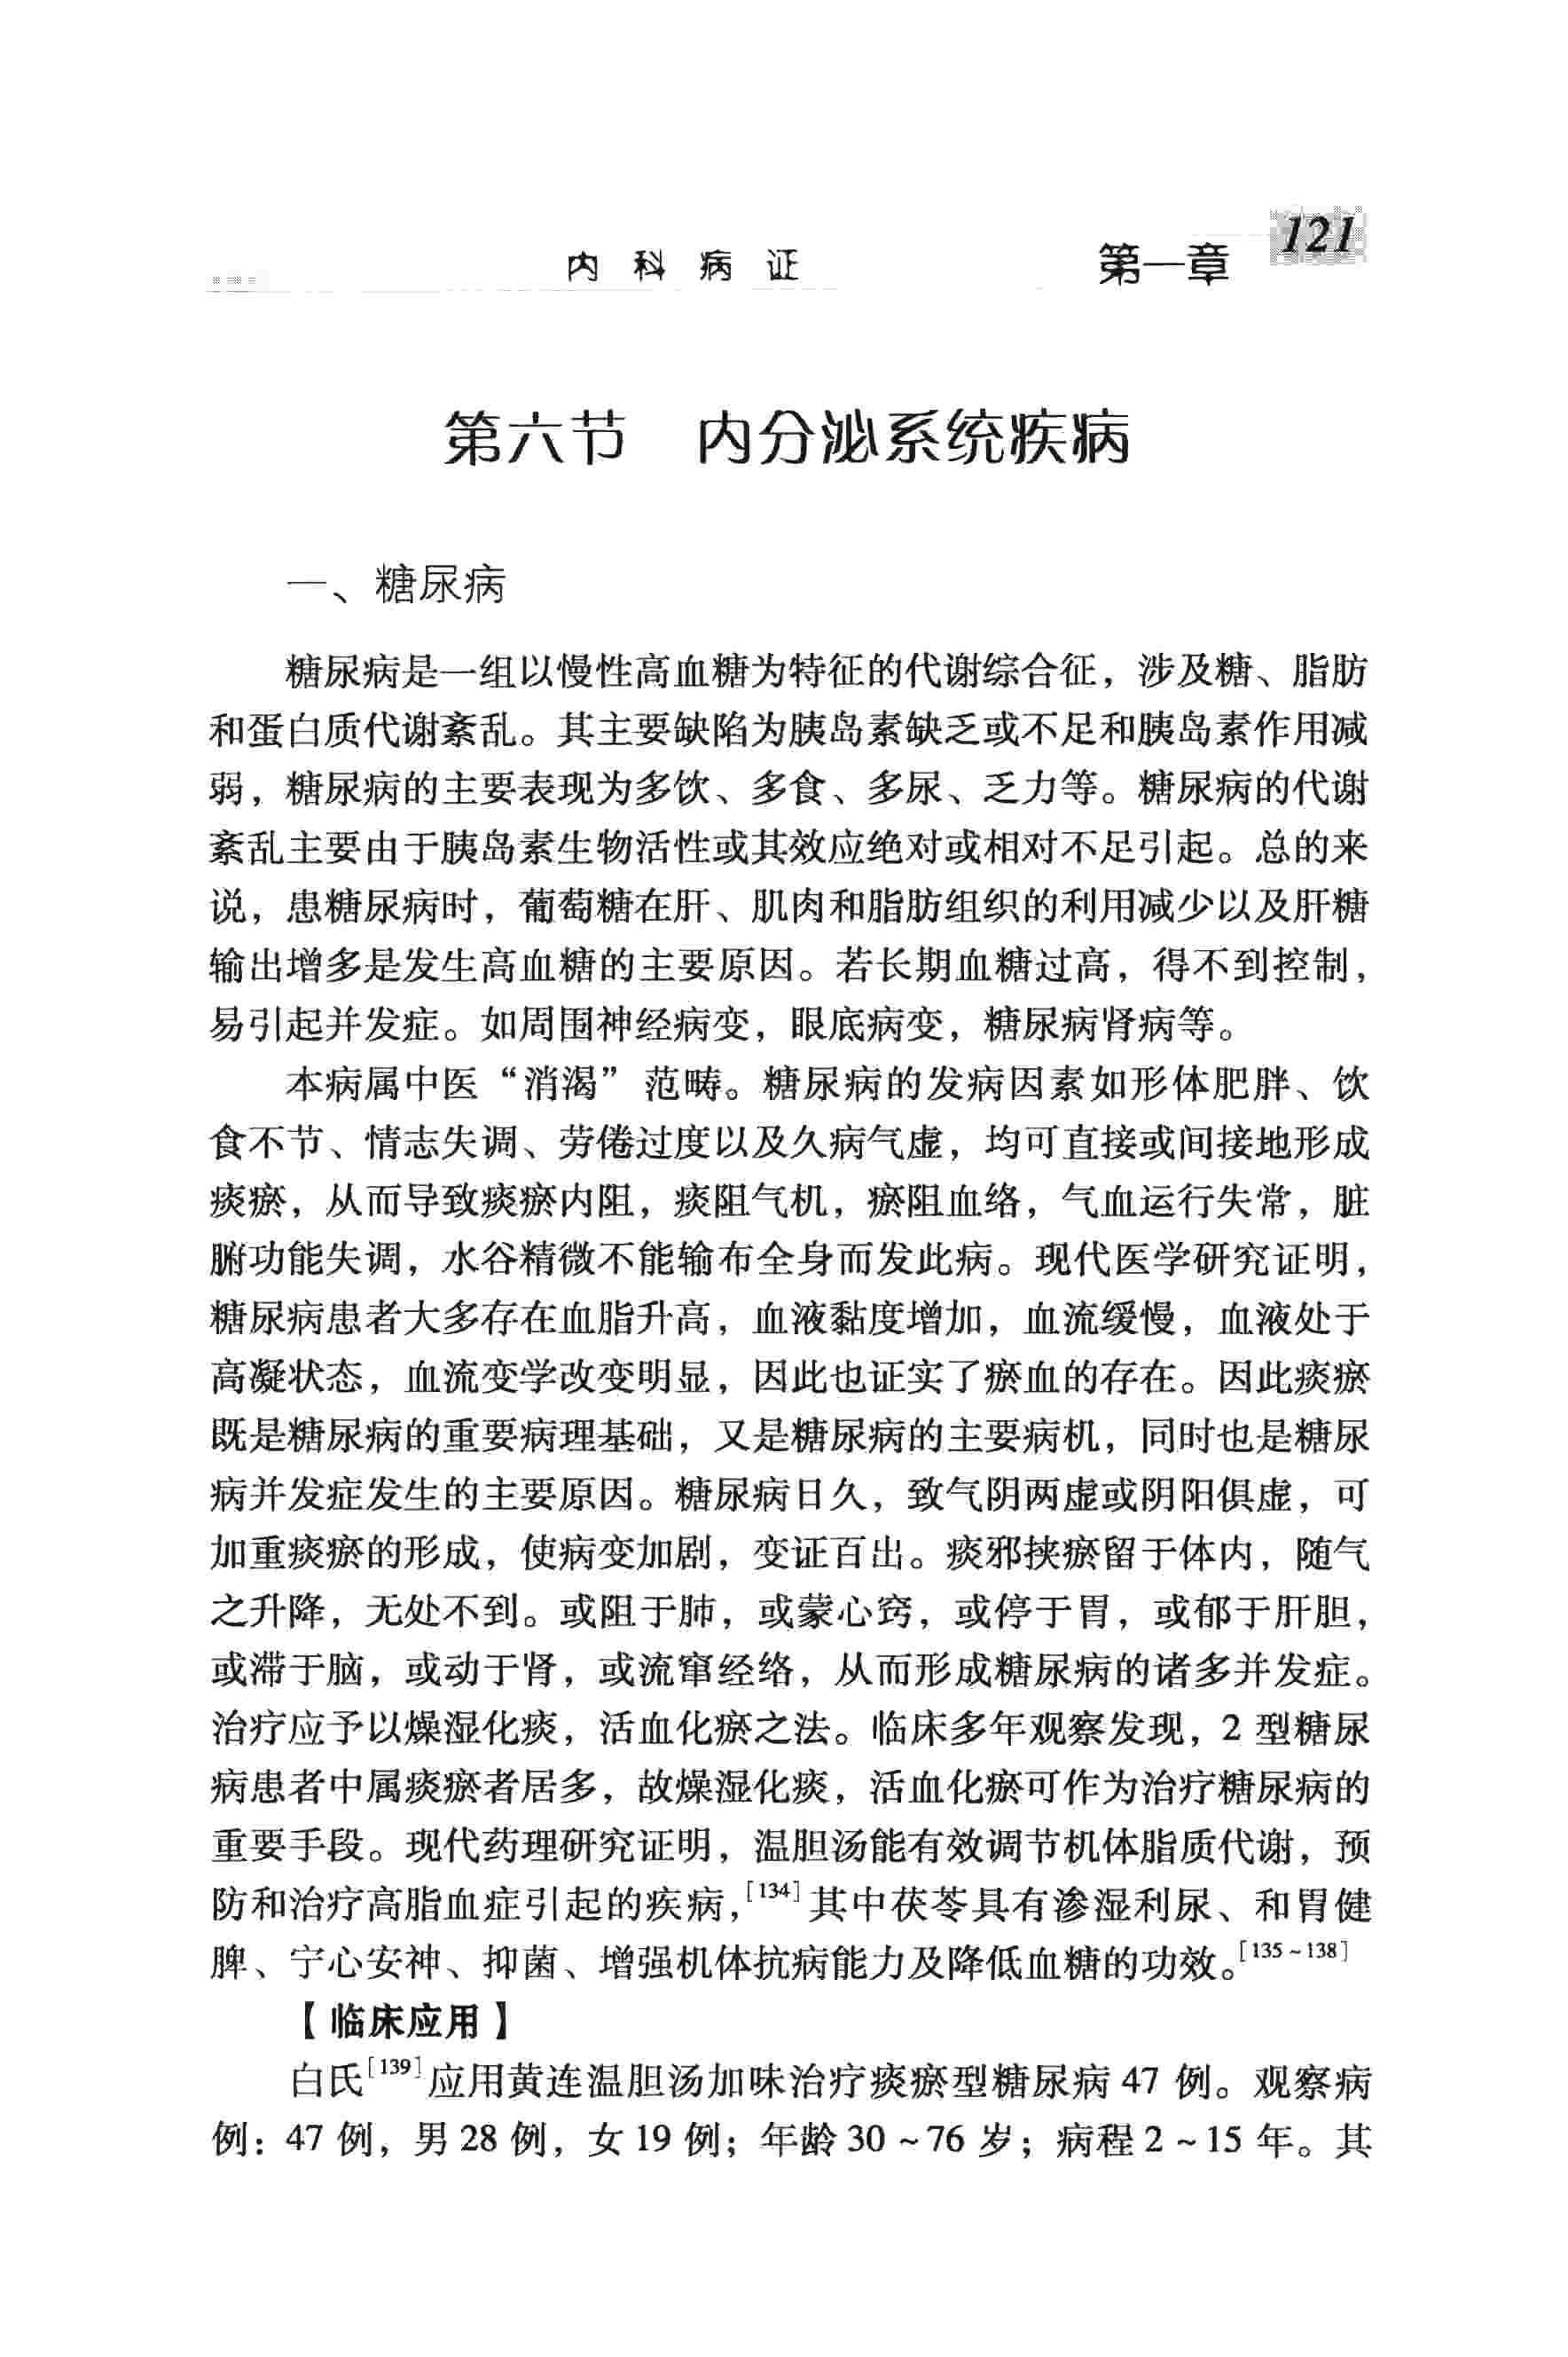 内科病证 第一章 121
第六节 内分泌系统疾病
一、糖尿病
糖尿病是一组以慢性高血糖为特征的代谢综合征，涉及糖、脂肪
和蛋白质代谢紊乱。其主要缺陷为胰岛素缺乏或不足和胰岛素作用减
弱，糖尿病的主要表现为多饮、多食、多尿、乏力等。糖尿病的代谢
紊乱主要由于胰岛素生物活性或其效应绝对或相对不足引起。总的来
说，患糖尿病时，葡萄糖在肝、肌肉和脂肪组织的利用减少以及肝糖
输出增多是发生高血糖的主要原因。若长期血糖过高，得不到控制，
易引起并发症。如周围神经病变，眼底病变，糖尿病肾病等。
本病属中医“消渴”范畴。糖尿病的发病因素如形体肥胖、饮
食不节、情志失调、劳倦过度以及久病气虚，均可直接或间接地形成
痰瘀，从而导致痰瘀内阻，痰阻气机，瘀阻血络，气血运行失常，脏
腑功能失调，水谷精微不能输布全身而发此病。现代医学研究证明，
糖尿病患者大多存在血脂升高，血液黏度增加，血流缓慢，血液处于
高凝状态，血流变学改变明显，因此也证实了瘀血的存在。因此痰瘀
既是糖尿病的重要病理基础，又是糖尿病的主要病机，同时也是糖尿
病并发症发生的主要原因。糖尿病日久，致气阴两虚或阴阳俱虚，可
加重痰瘀的形成，使病变加剧，变证百出。痰邪挟瘀留于体内，随气
之升降，无处不到。或阻于肺，或蒙心窍，或停于胃，或郁于肝胆，
或滞于脑，或动于肾，或流窜经络，从而形成糖尿病的诸多并发症。
治疗应予以燥湿化痰，活血化瘀之法。临床多年观察发现，2 型糖尿
病患者中属痰瘀者居多，故燥湿化痰，活血化瘀可作为治疗糖尿病的
重要手段。现代药理研究证明，温胆汤能有效调节机体脂质代谢，预
防和治疗高脂血症引起的疾病，[134]其中茯苓具有渗湿利尿、和胃健
脾、宁心安神、抑菌、增强机体抗病能力及降低血糖的功效。[135~138]
【临床应用】
白氏[139]应用黄连温胆汤加味治疗痰瘀型糖尿病 47 例。观察病
例：47 例，男 28 例，女 19 例；年龄 30 ~ 76 岁；病程 2 ~ 15 年。其